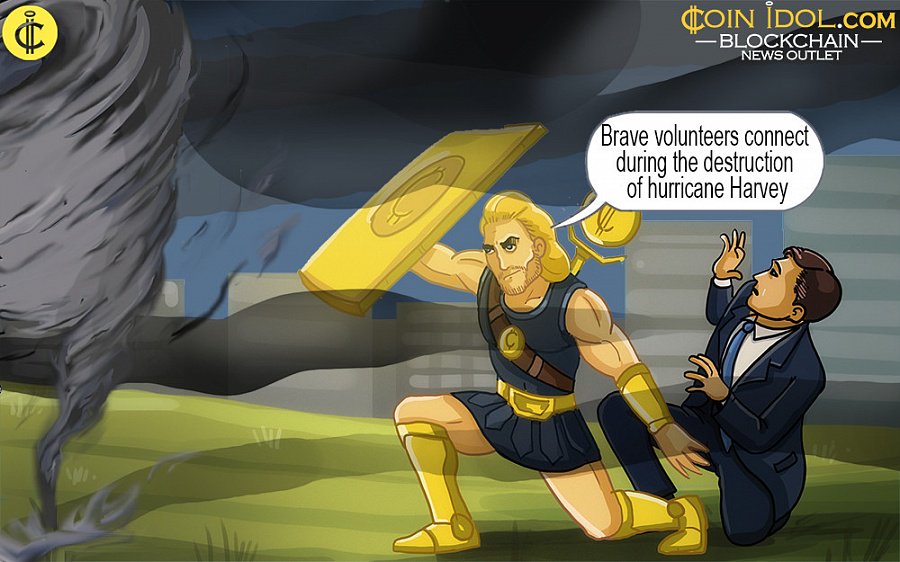 COIN IDOL.COM
BLOCKCHAIN
NEWS OUTLET
Brave volunteers connect
during the destruction
of hurricane Harvey